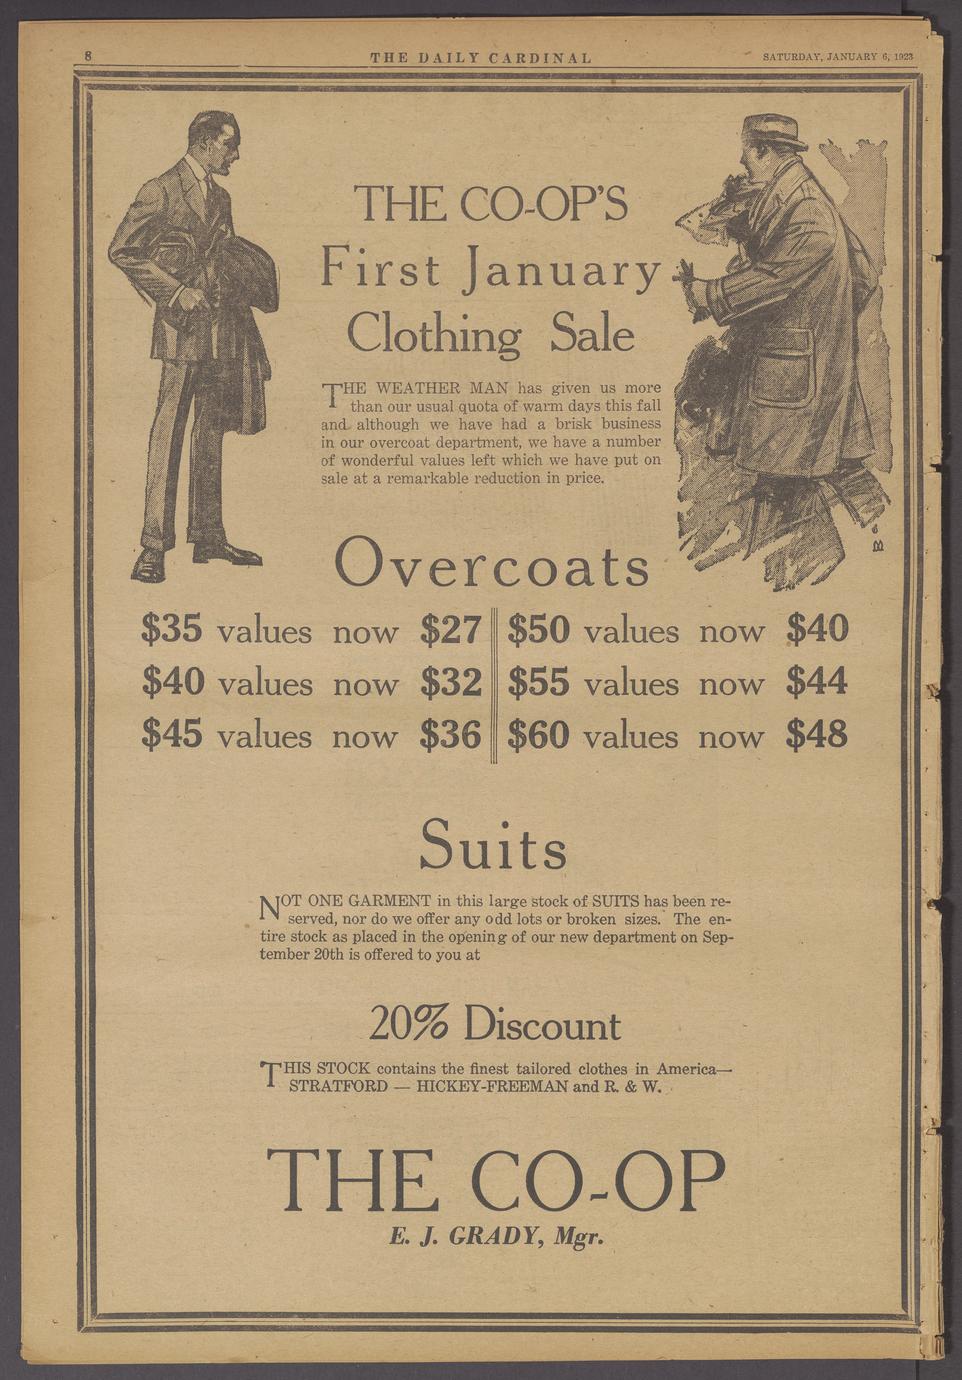 8
THE DAILY CARDINAL
SATURDAY, JANUARY 6, 1923
THE CO-OP'S
First January
Clothing Sale
THE WEATHER MAN has given us more
than our usual quota of warm days this fall
and although we have had a brisk business
in our overcoat department, we have a number
of wonderful values left which we have put on
sale at a remarkable reduction in price.
Overcoats
$35 values now $27
$40 values now $32
$45 values now $36
$50 values now $40
$55 values now $44
$60 values now $48
Suits
NOT ONE GARMENT in this large stock of SUITS has been re-
served, nor do we offer any odd lots or broken sizes. The en-
tire stock as placed in the opening of our new department on Sep-
tember 20th is offered to you at
20% Discount
THIS STOCK contains the finest tailored clothes in America—
STRATFORD — HICKEY-FREEMAN and R. & W.
THE CO-OP
E. J. GRADY, Mgr.